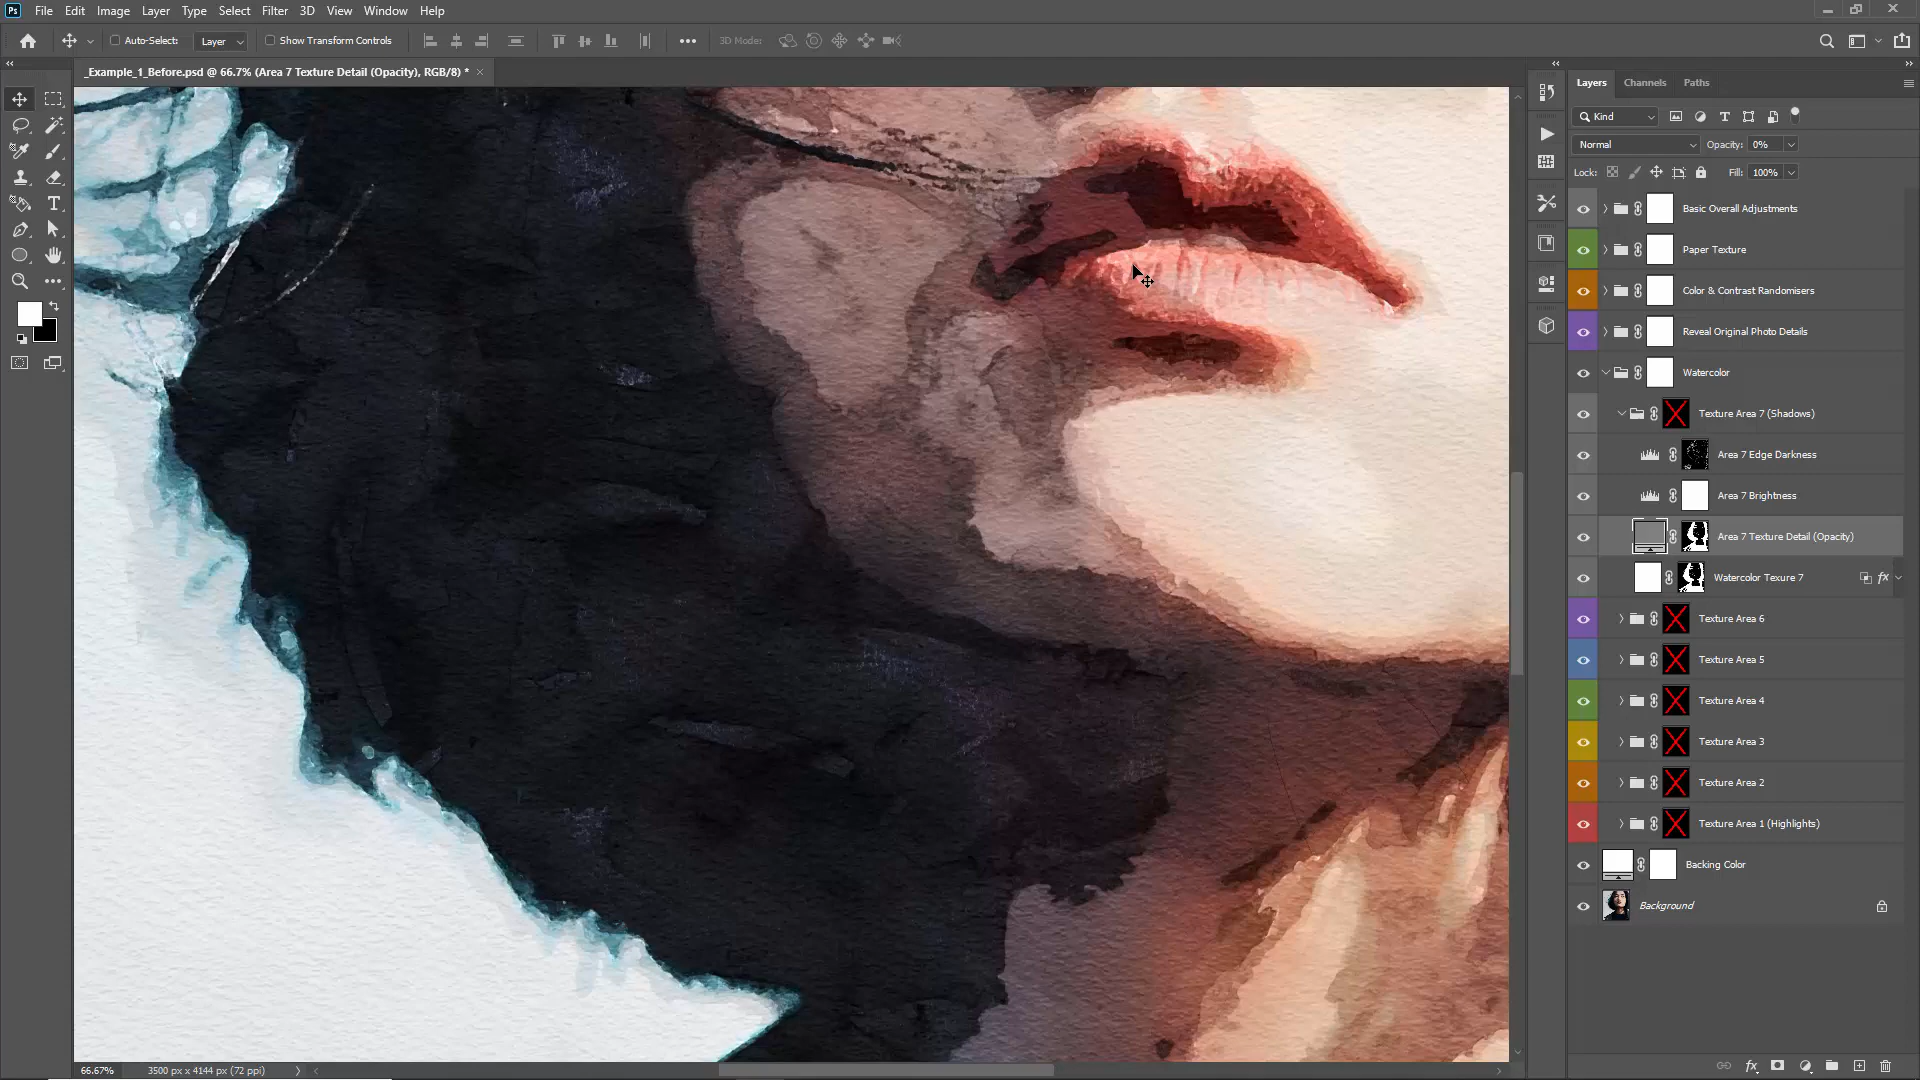 Ps File Edit Image Layer Type Select Filter 3D View Window Help
Auto-Select: Layer Show Transform Controls 3D Mode:
_Example_1_Before.psd @ 66.7% (Area 7 Texture Detail (Opacity), RGB/8) *
Layers Channels Paths
Kind
Normal Opacity: 0%
Lock: Fill: 100%
Basic Overall Adjustments
Paper Texture
Color & Contrast Randomisers
Reveal Original Photo Details
Watercolor
Texture Area 7 (Shadows)
Area 7 Edge Darkness
Area 7 Brightness
Area 7 Texture Detail (Opacity)
Watercolor Texure 7 fx
Texture Area 6
Texture Area 5
Texture Area 4
Texture Area 3
Texture Area 2
Texture Area 1 (Highlights)
Backing Color
Background
66.67% 3500 px x 4144 px (72 ppi) fx